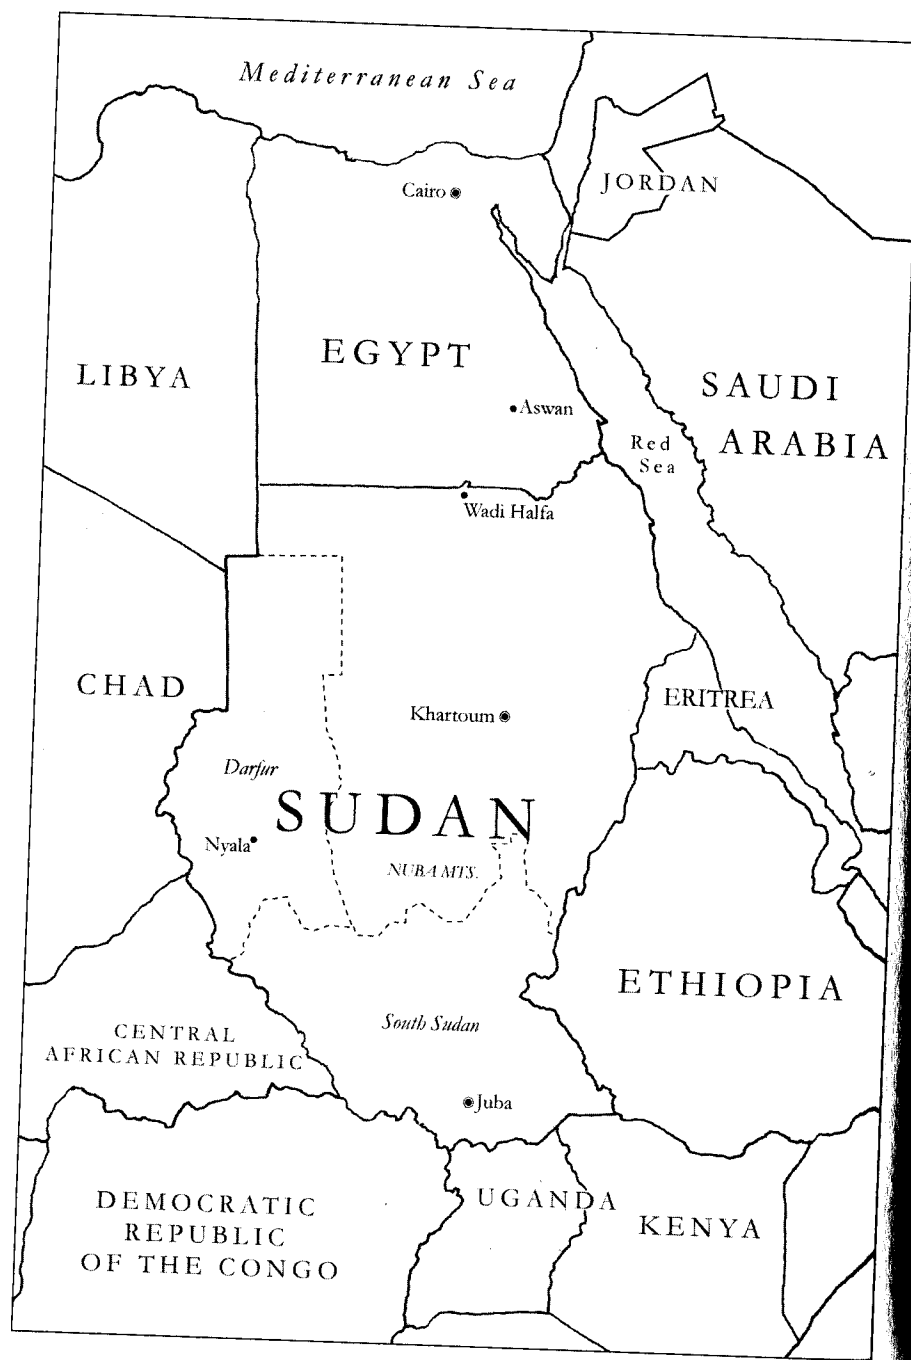 Mediterranean Sea
JORDAN
Cairo
EGYPT
LIBYA
SAUDI
ARABIA
Aswan
Red
Sea
Wadi Halfa
CHAD
ERITREA
Khartoum
Darfur
SUDAN
Nyala
NUBA MTS.
ETHIOPIA
South Sudan
CENTRAL
AFRICAN REPUBLIC
Juba
UGANDA
DEMOCRATIC
REPUBLIC
OF THE CONGO
KENYA